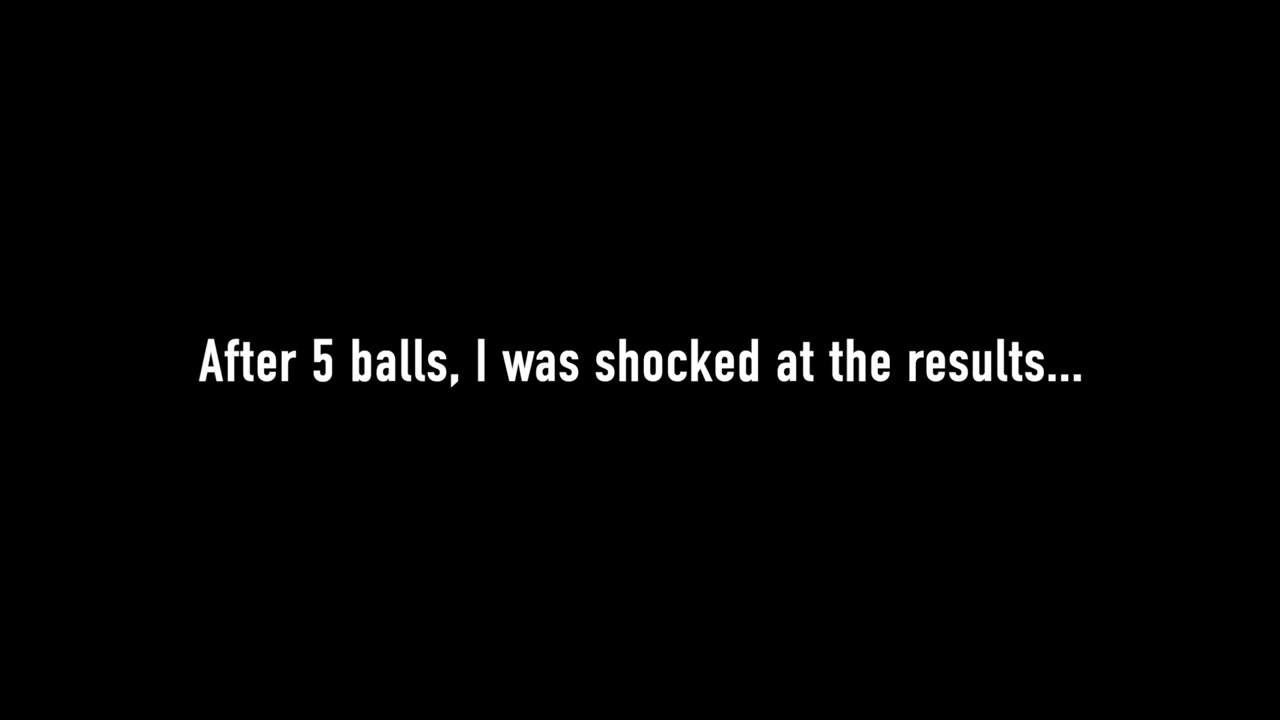 After 5 balls, I was shocked at the results...